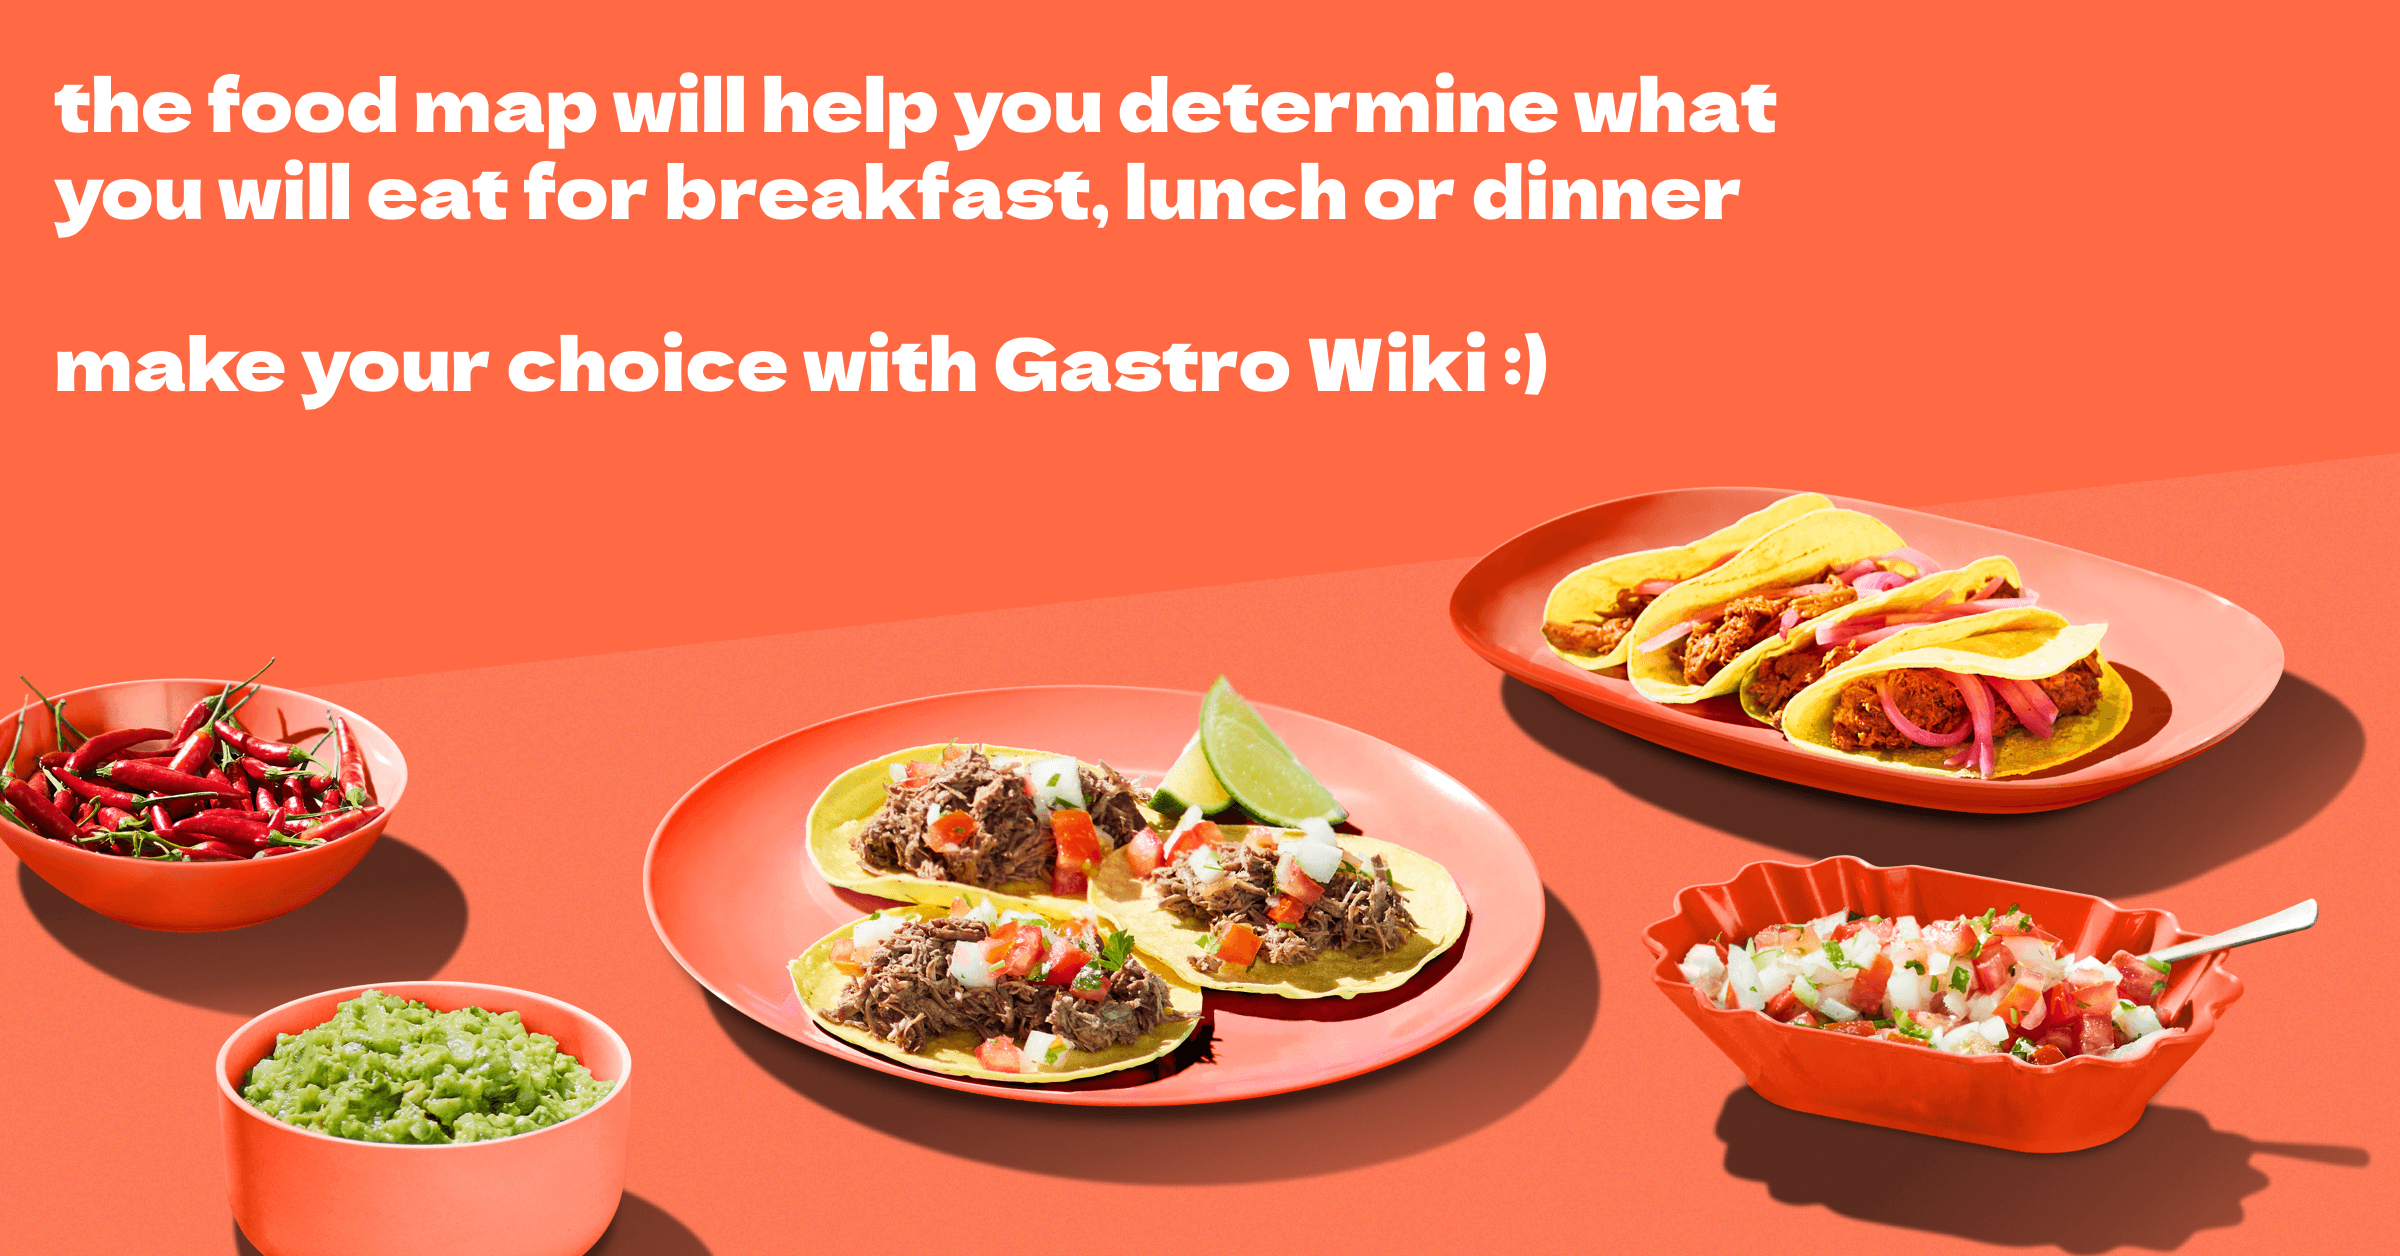 the food map will help you determine what
you will eat for breakfast, lunch or dinner
make your choice with Gastro Wiki :)